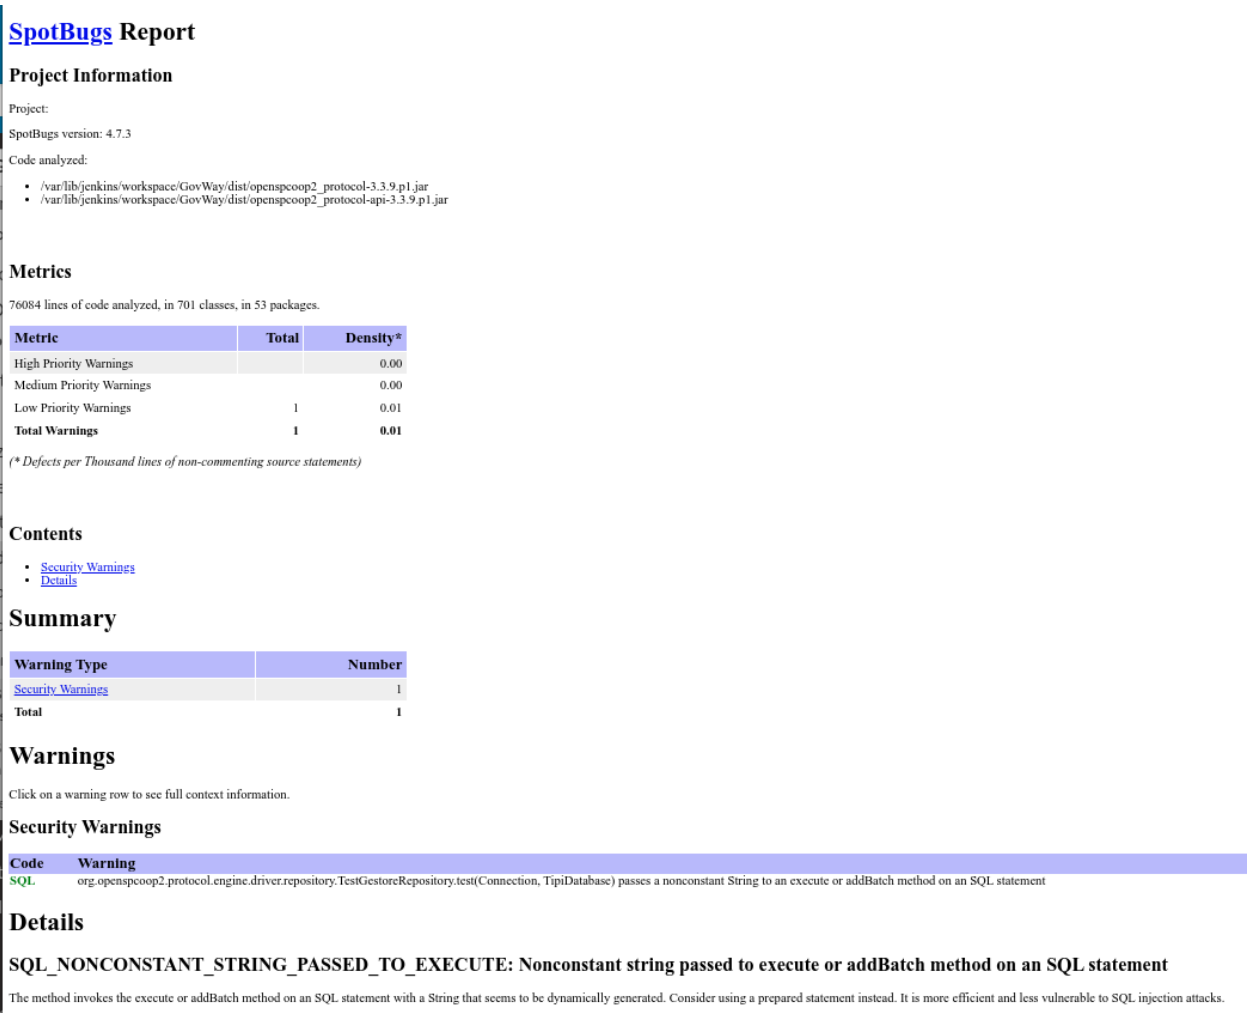 SpotBugs Report
Project Information
Project:
SpotBugs version: 4.7.3
Code analyzed:
• /var/lib/jenkins/workspace/GovWay/dist/openspcoop2_protocol-3.3.9.p1.jar
• /var/lib/jenkins/workspace/GovWay/dist/openspcoop2_protocol-api-3.3.9.p1.jar
Metrics
76084 lines of code analyzed, in 701 classes, in 53 packages.
Metric Total Density*
High Priority Warnings 0.00
Medium Priority Warnings 0.00
Low Priority Warnings 1 0.01
Total Warnings 1 0.01
(* Defects per Thousand lines of non-commenting source statements)
Contents
• Security Warnings
• Details
Summary
Warning Type Number
Security Warnings 1
Total 1
Warnings
Click on a warning row to see full context information.
Security Warnings
Code Warning
SQL org.openspcoop2.protocol.engine.driver.repository.TestGestoreRepository.test(Connection, TipiDatabase) passes a nonconstant String to an execute or addBatch method on an SQL statement
Details
SQL_NONCONSTANT_STRING_PASSED_TO_EXECUTE: Nonconstant string passed to execute or addBatch method on an SQL statement
The method invokes the execute or addBatch method on an SQL statement with a String that seems to be dynamically generated. Consider using a prepared statement instead. It is more efficient and less vulnerable to SQL injection attacks.